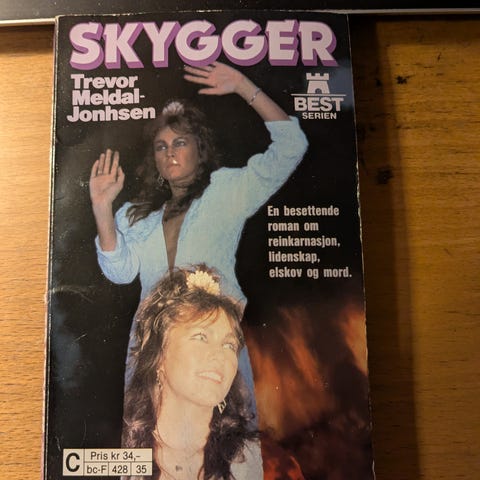 SKYGGER
Trevor
Meldal-
Jonhsen
BEST
SERIEN
En besettende
roman om
reinkarnasjon,
lidenskap,
elskov og mord.
C
Pris kr 34,-
bc-F 428 35